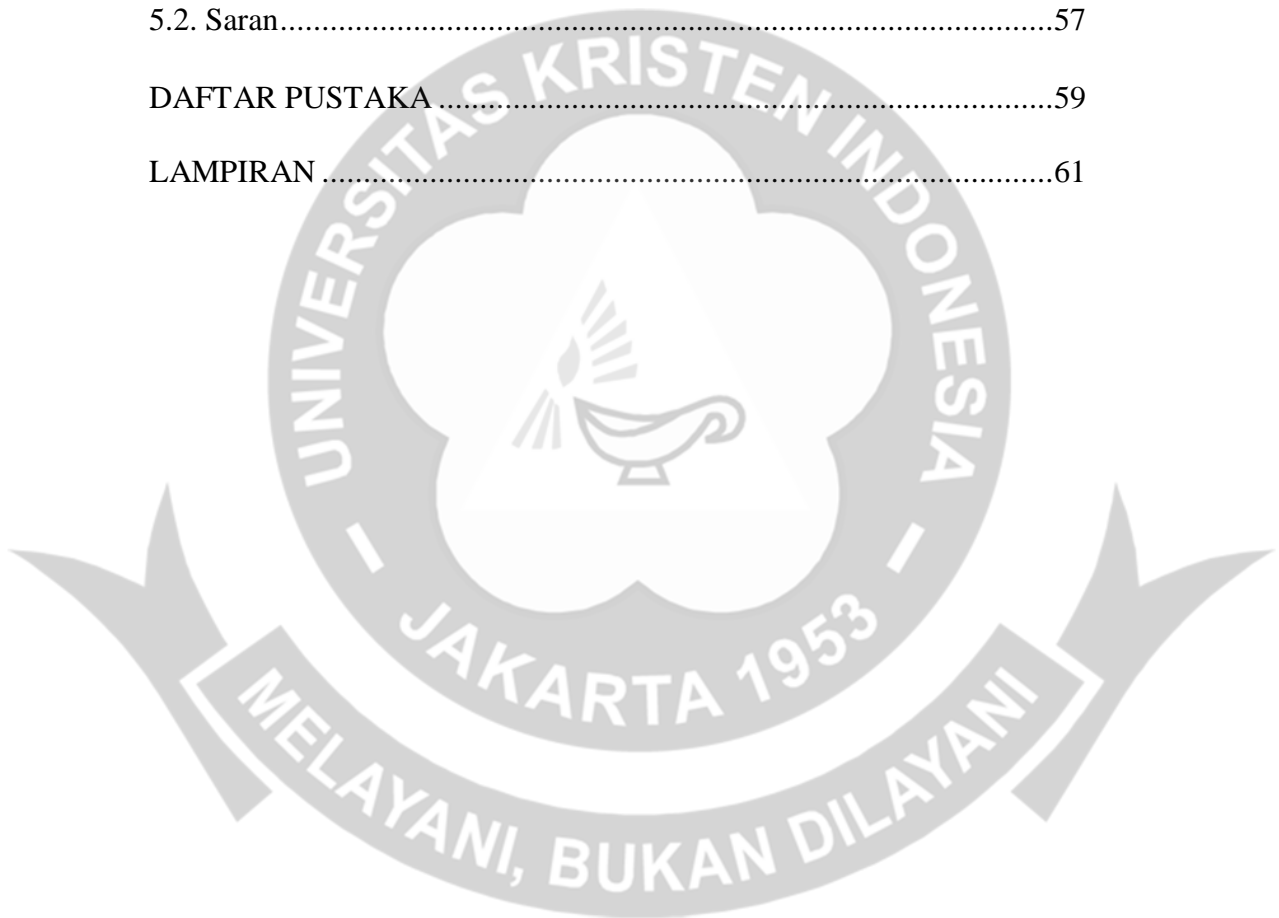 5.2. Saran..........................................................................................57
DAFTAR PUSTAKA ......................................................................59
LAMPIRAN ...................................................................................61
UNIVERSITAS KRISTEN INDONESIA
JAKARTA 1953
MELAYANI, BUKAN DILAYANI